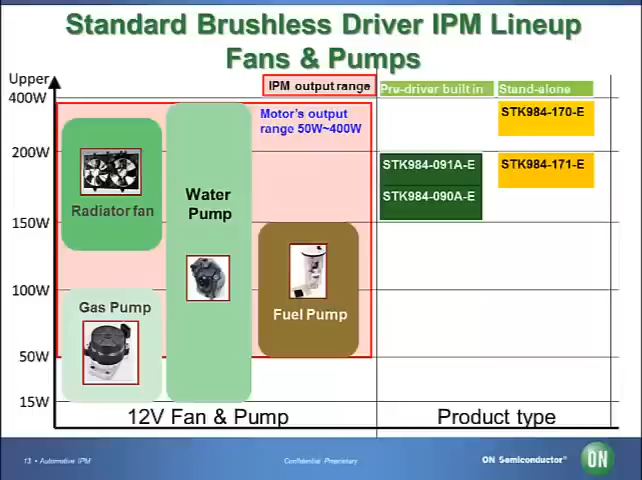 Standard Brushless Driver IPM Lineup
Fans & Pumps
Upper
400W
200W
150W
100W
50W
15W
IPM output range
Motor's output
range 50W~400W
Radiator fan
Water
Pump
Gas Pump
Fuel Pump
12V Fan & Pump
Pre-driver built in
Stand-alone
STK984-170-E
STK984-091A-E
STK984-171-E
STK984-090A-E
Product type
13 • Automotive IPM
Confidential Proprietary
ON Semiconductor™
ON